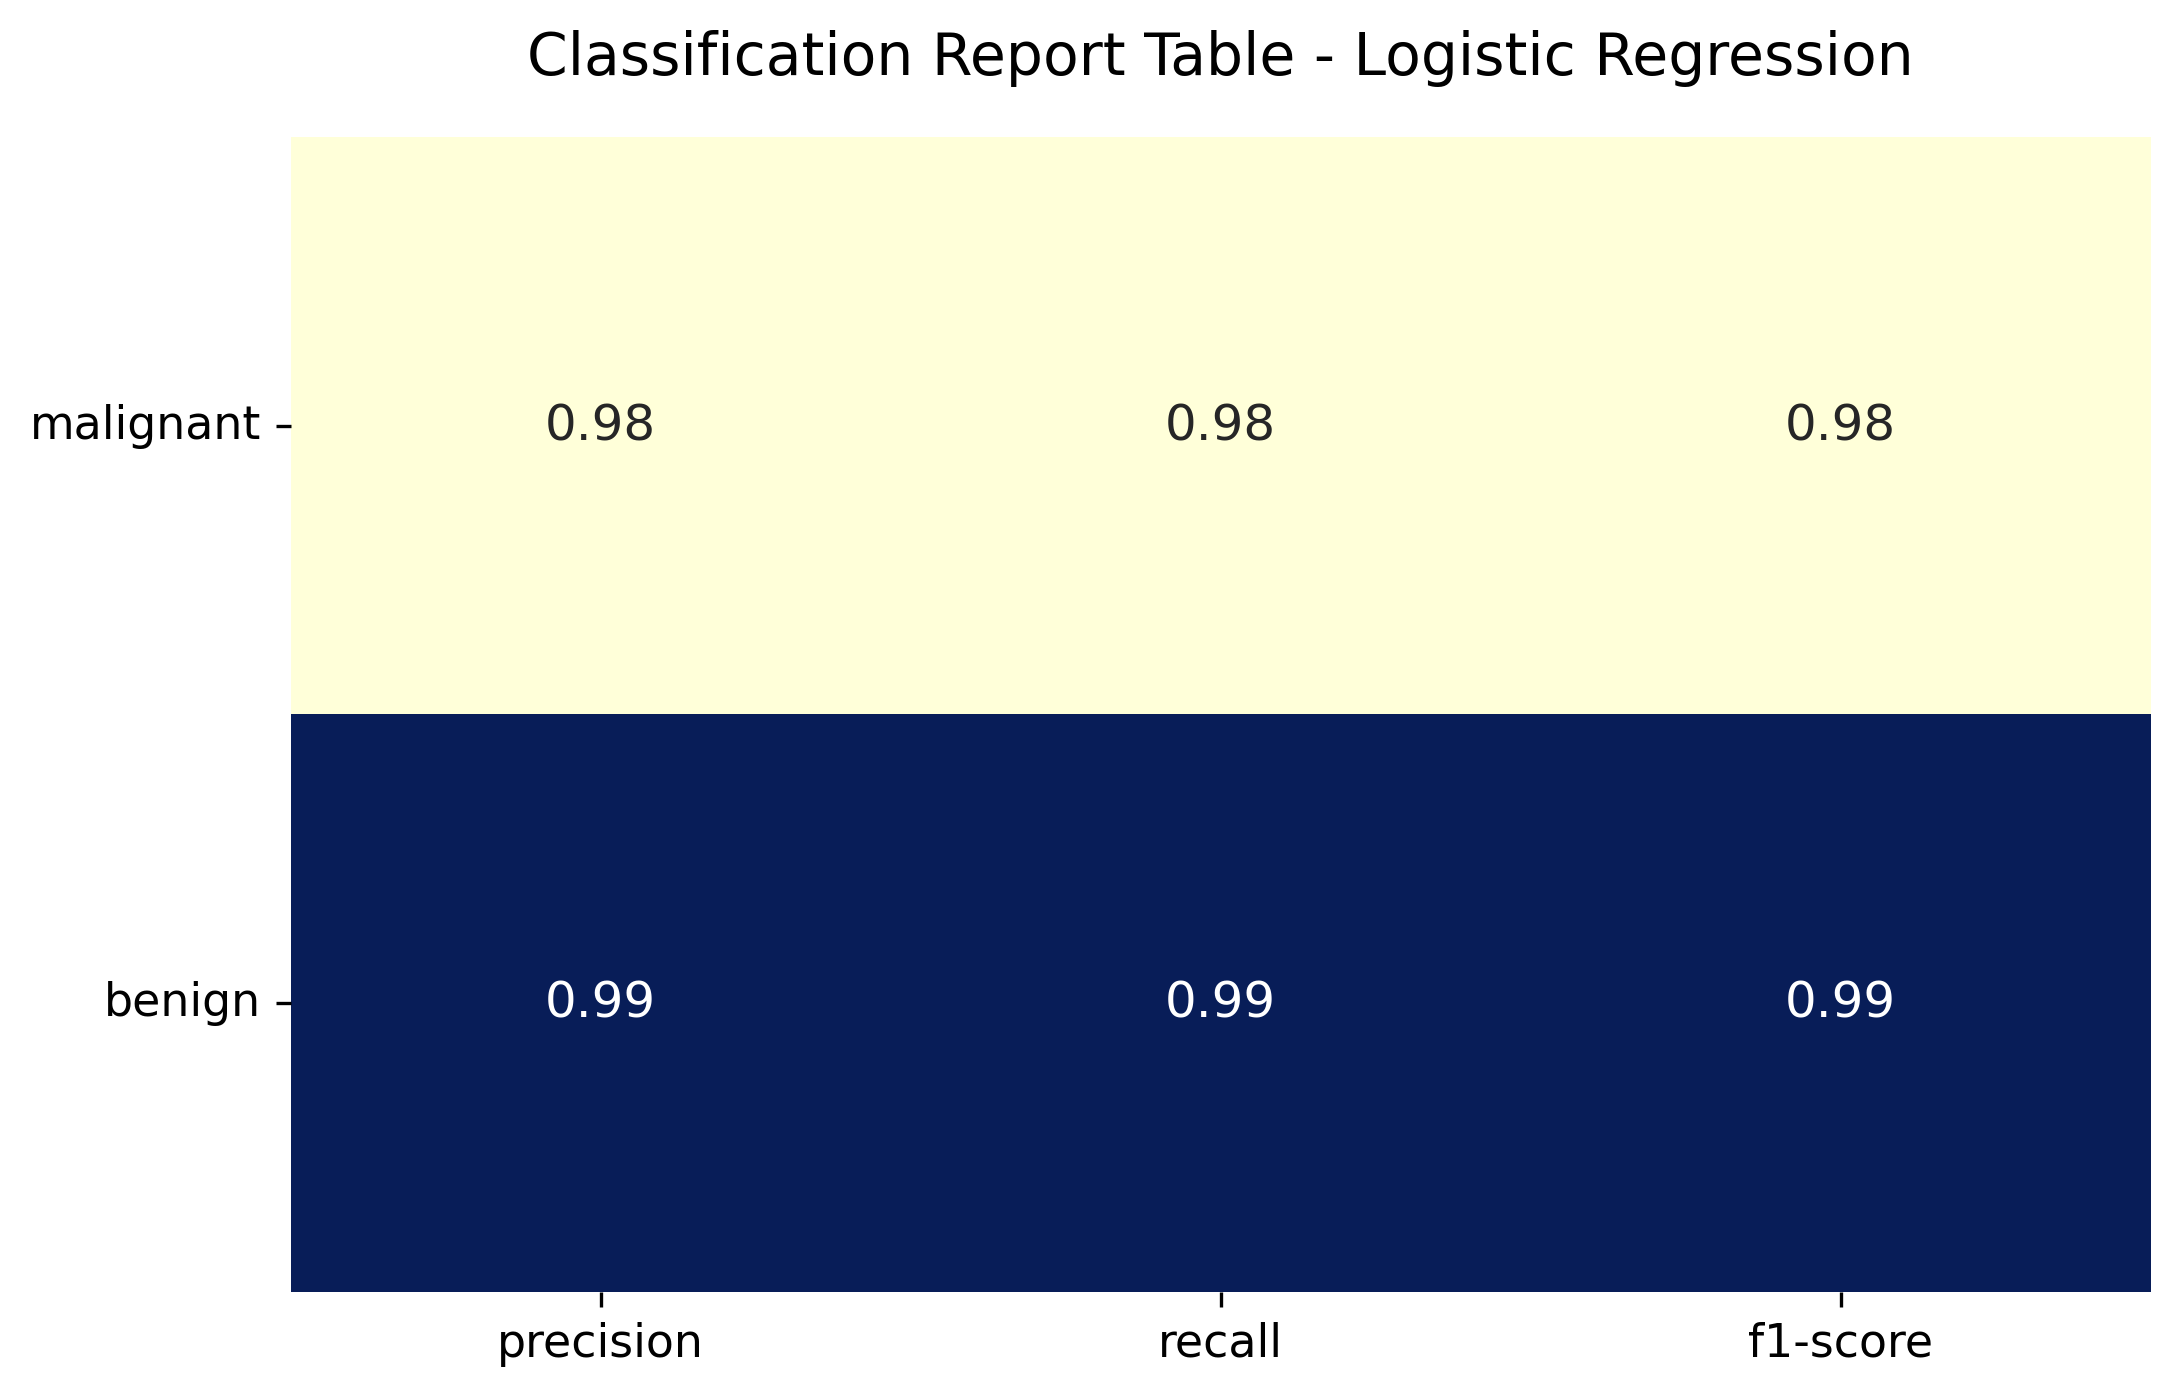 Classification Report Table - Logistic Regression
malignant 0.98 0.98 0.98
benign 0.99 0.99 0.99
precision recall f1-score